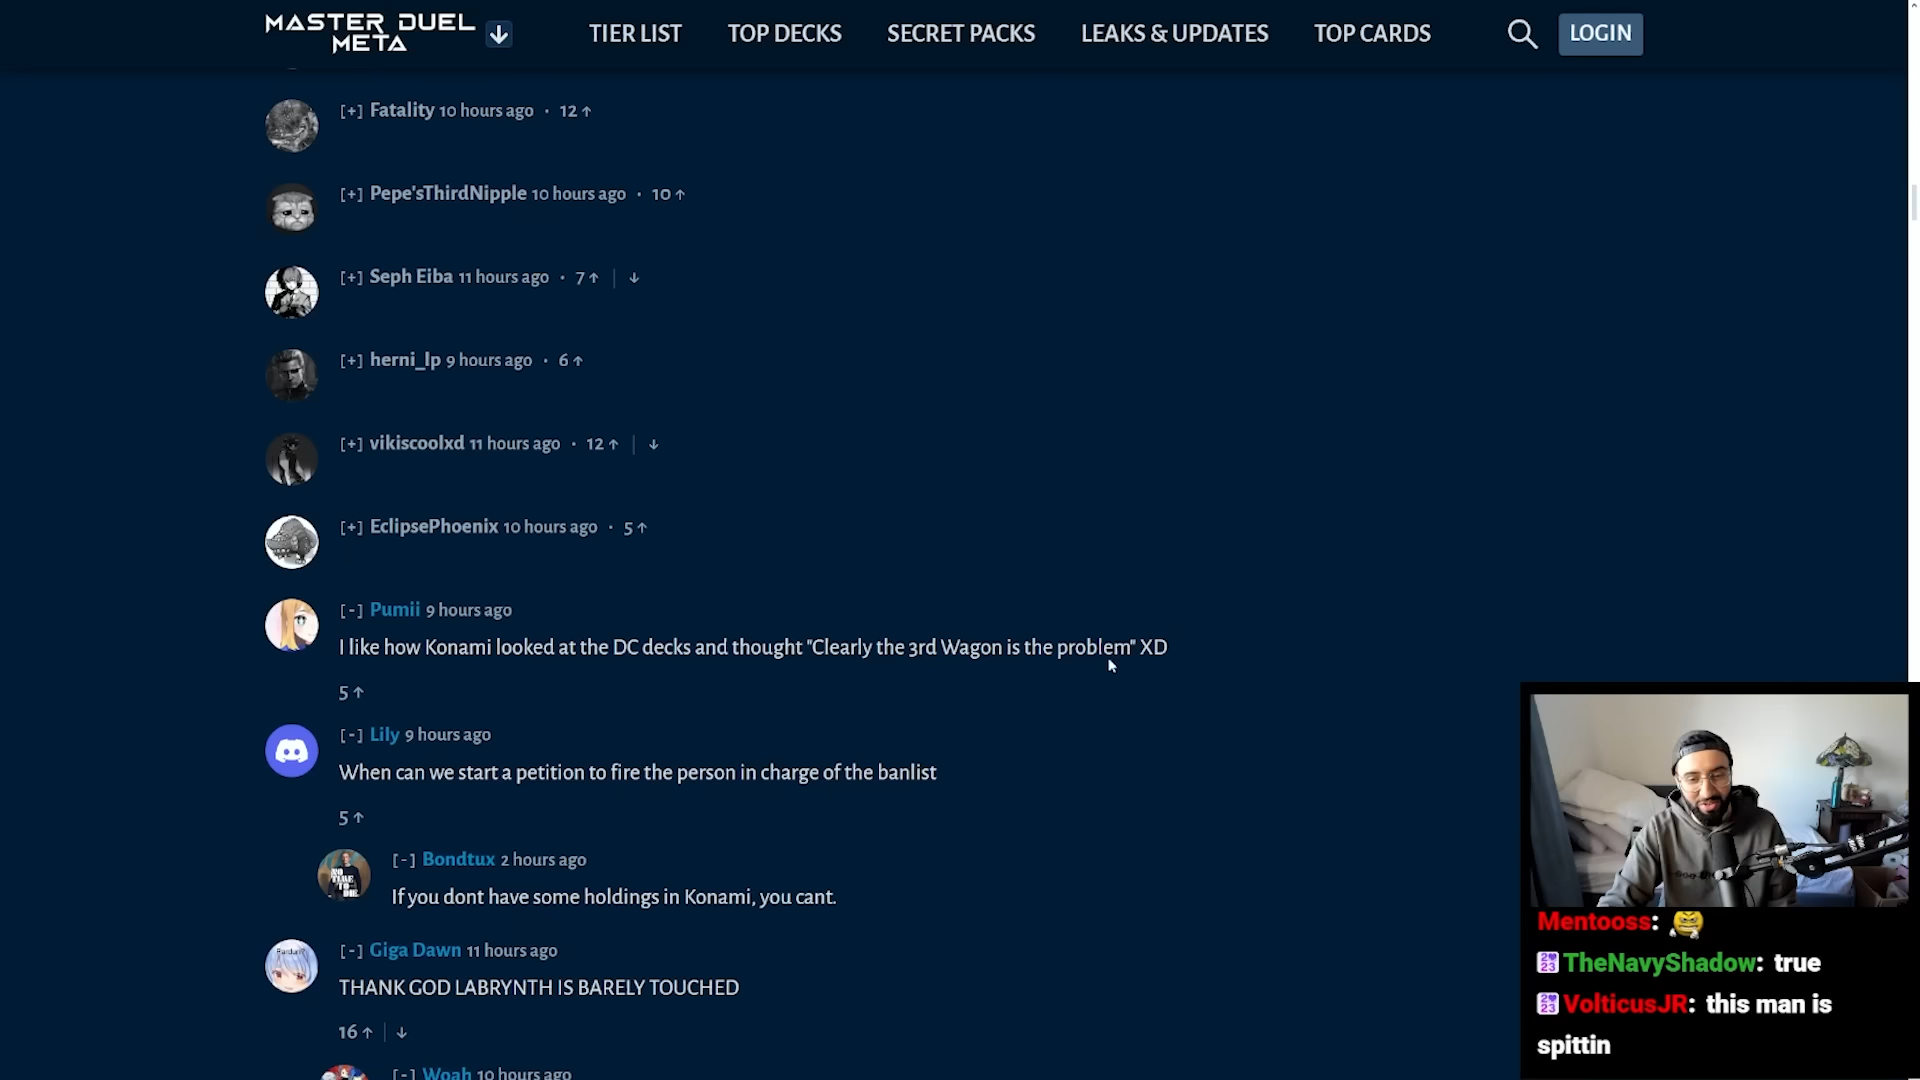 MASTER DUEL
META
TIER LIST
TOP DECKS
SECRET PACKS
LEAKS & UPDATES
TOP CARDS
LOGIN
[+] Fatality 10 hours ago · 12 ↑
[+] Pepe'sThirdNipple 10 hours ago · 10 ↑
[+] Seph Eiba 11 hours ago · 7 ↑ | ↓
[+] herni_lp 9 hours ago · 6 ↑
[+] vikiscoolxd 11 hours ago · 12 ↑ | ↓
[+] EclipsePhoenix 10 hours ago · 5 ↑
[-] Pumii 9 hours ago
I like how Konami looked at the DC decks and thought "Clearly the 3rd Wagon is the problem" XD
5 ↑
[-] Lily 9 hours ago
When can we start a petition to fire the person in charge of the banlist
5 ↑
[-] Bondtux 2 hours ago
If you dont have some holdings in Konami, you cant.
NO
TIME
TO
DIE
[-] Giga Dawn 11 hours ago
THANK GOD LABRYNTH IS BARELY TOUCHED
16 ↑ | ↓
[-] Woah 10 hours ago
Mentooss:
TheNavyShadow: true
VolticusJR: this man is
spittin